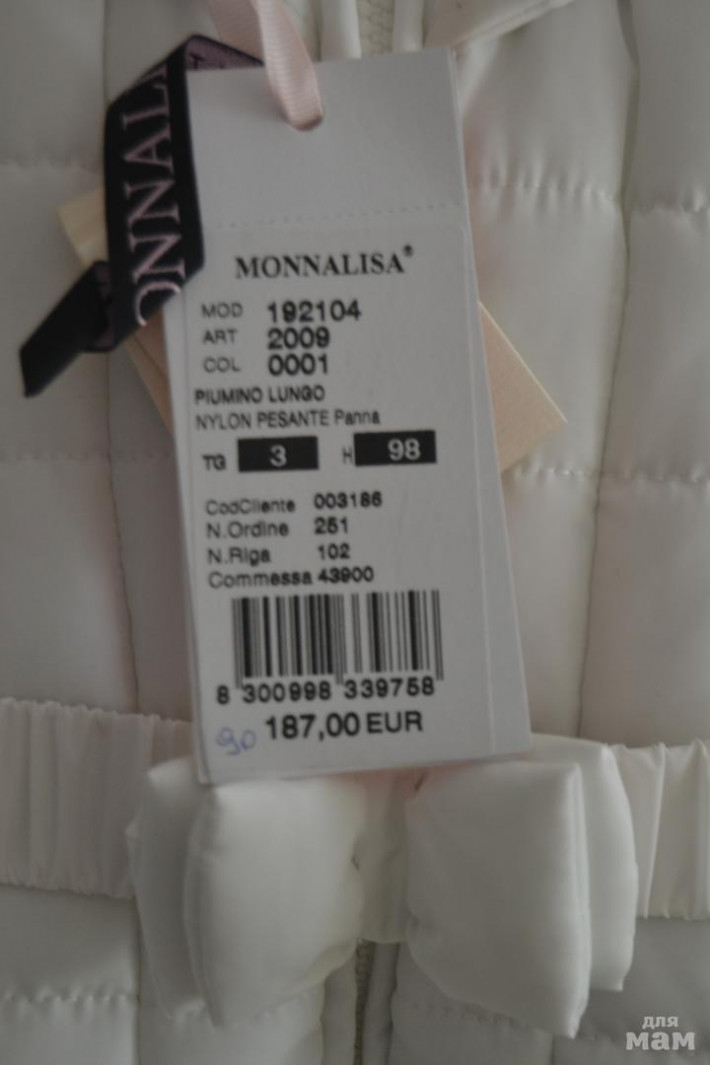 ONNALI
MONNALISA®
MOD 192104
ART 2009
COL 0001
PIUMINO LUNGO
NYLON PESANTE Panna
TG 3 H 98
CodCliente 003186
N.Ordine 251
N.Riga 102
Commessa 43900
8 300998 339758
90 187,00 EUR
для
мам